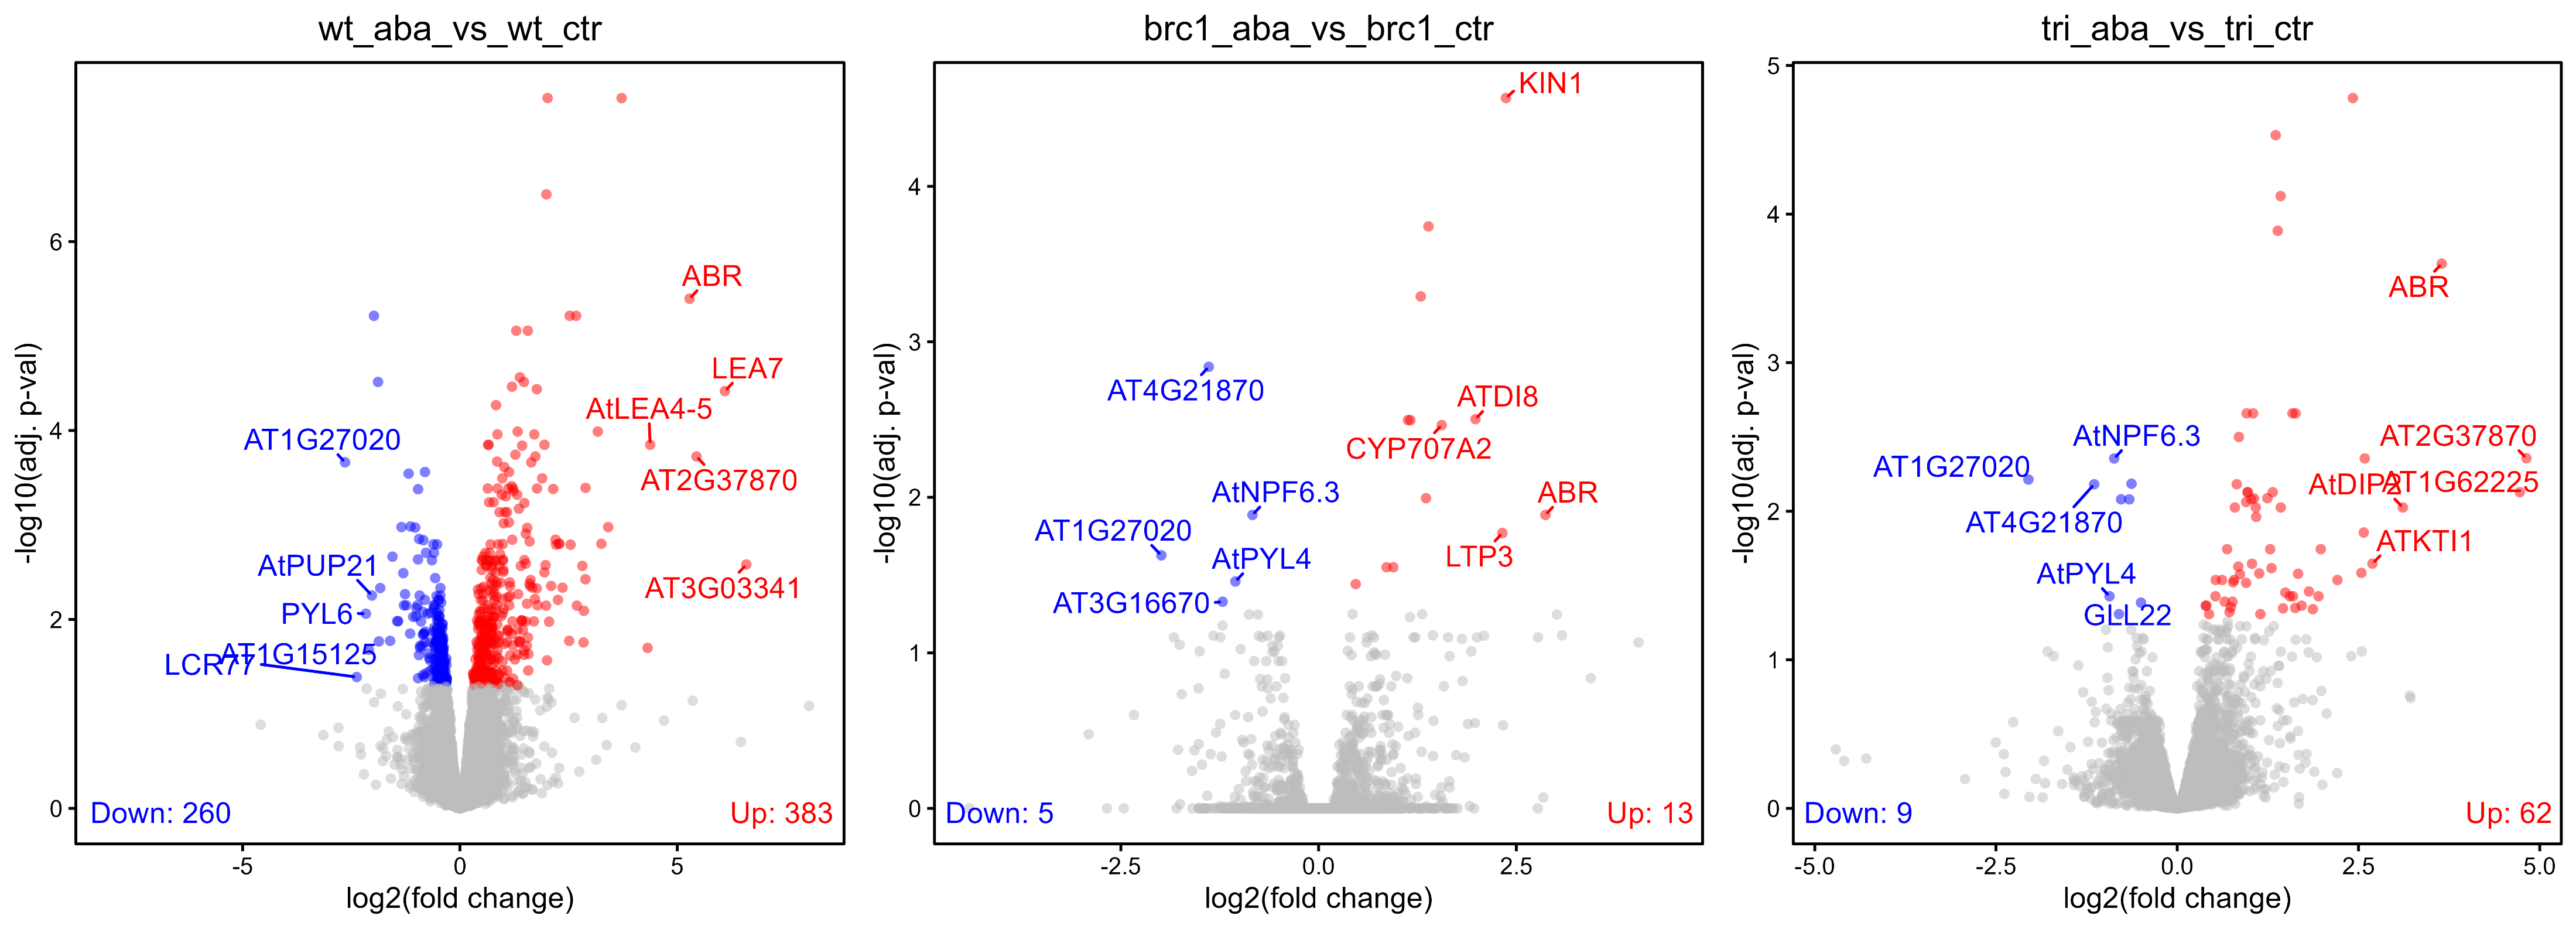 wt_aba_vs_wt_ctr
-log10(adj. p-val)
6
4
2
0
ABR
LEA7
AtLEA4-5
AT1G27020
AT2G37870
AtPUP21
AT3G03341
PYL6
AT1G15125
LCR77
Down: 260
Up: 383
-5
0
5
log2(fold change)
brc1_aba_vs_brc1_ctr
-log10(adj. p-val)
4
3
2
1
0
KIN1
AT4G21870
ATDI8
CYP707A2
AtNPF6.3
ABR
AT1G27020
AtPYL4
LTP3
AT3G16670
Down: 5
Up: 13
-2.5
0.0
2.5
log2(fold change)
tri_aba_vs_tri_ctr
-log10(adj. p-val)
5
4
3
2
1
0
ABR
AtNPF6.3
AT2G37870
AT1G27020
AtDIP2
AT1G62225
AT4G21870
ATKTI1
AtPYL4
GLL22
Down: 9
Up: 62
-5.0
-2.5
0.0
2.5
5.0
log2(fold change)